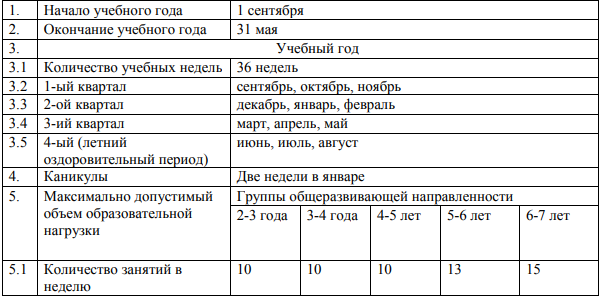 1. Начало учебного года 1 сентября
2. Окончание учебного года 31 мая
3. Учебный год
3.1 Количество учебных недель 36 недель
3.2 1-ый квартал сентябрь, октябрь, ноябрь
3.3 2-ой квартал декабрь, январь, февраль
3.4 3-ий квартал март, апрель, май
3.5 4-ый (летний июнь, июль, август
оздоровительный период)
4. Каникулы Две недели в январе
5. Максимально допустимый Группы общеразвивающей направленности
объем образовательной 2-3 года 3-4 года 4-5 лет 5-6 лет 6-7 лет
нагрузки
5.1 Количество занятий в 10 10 10 13 15
неделю